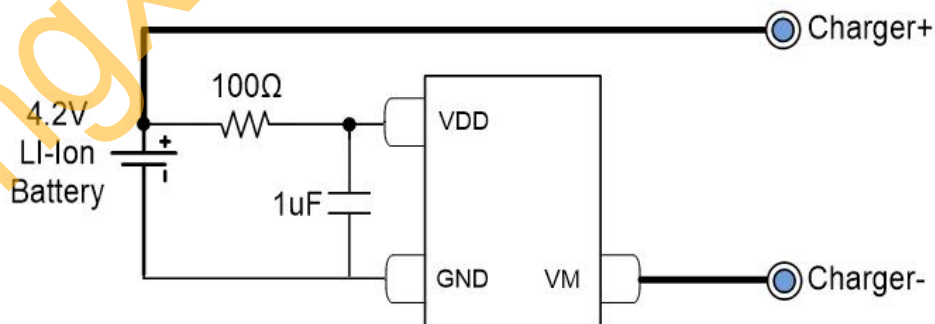 Charger+
100Ω
4.2V
LI-Ion
Battery
+
VDD
1uF
GND
VM
Charger-